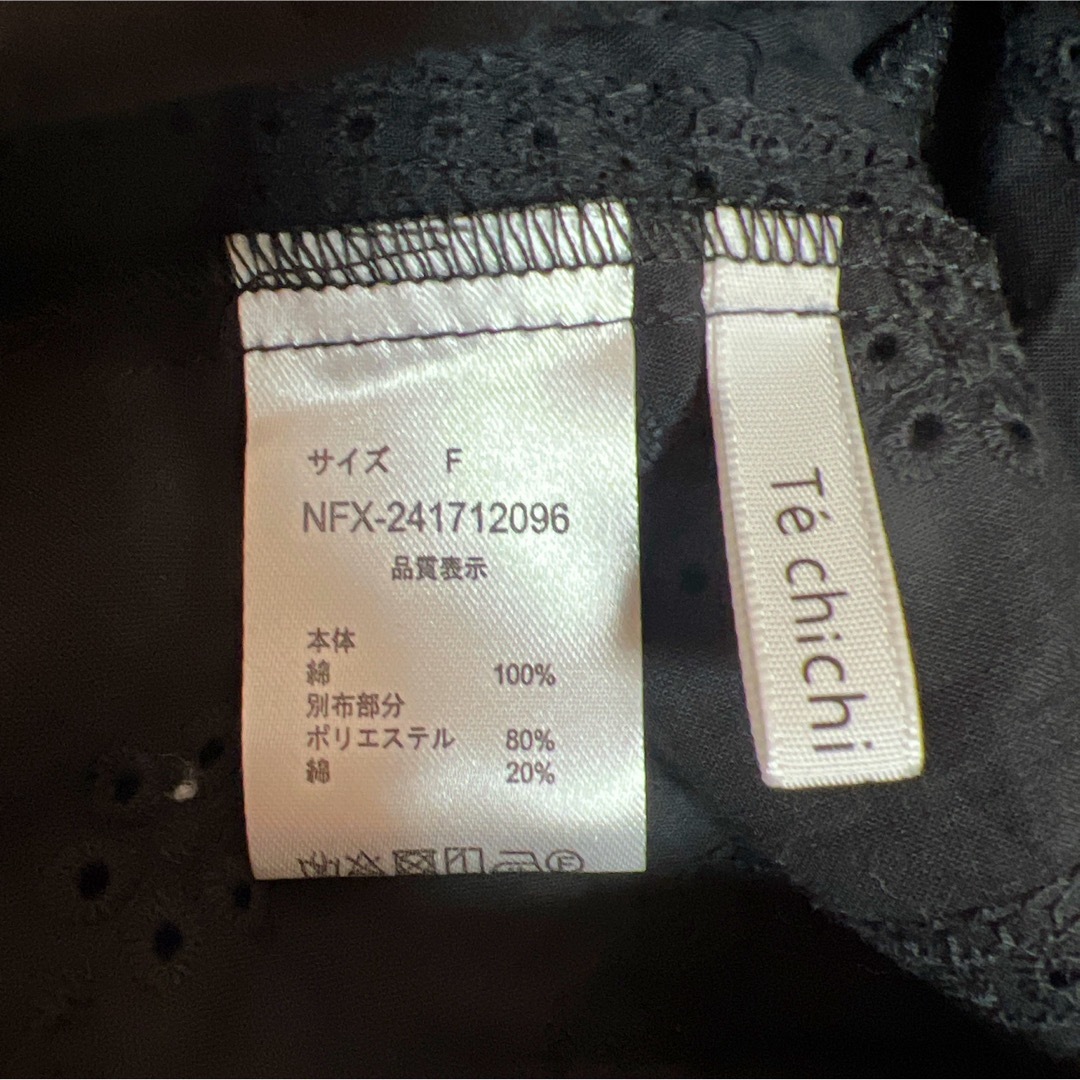 サイズ F
NFX-241712096
品質表示
本体
綿 100%
別布部分
ポリエステル 80%
綿 20%
Té chichi